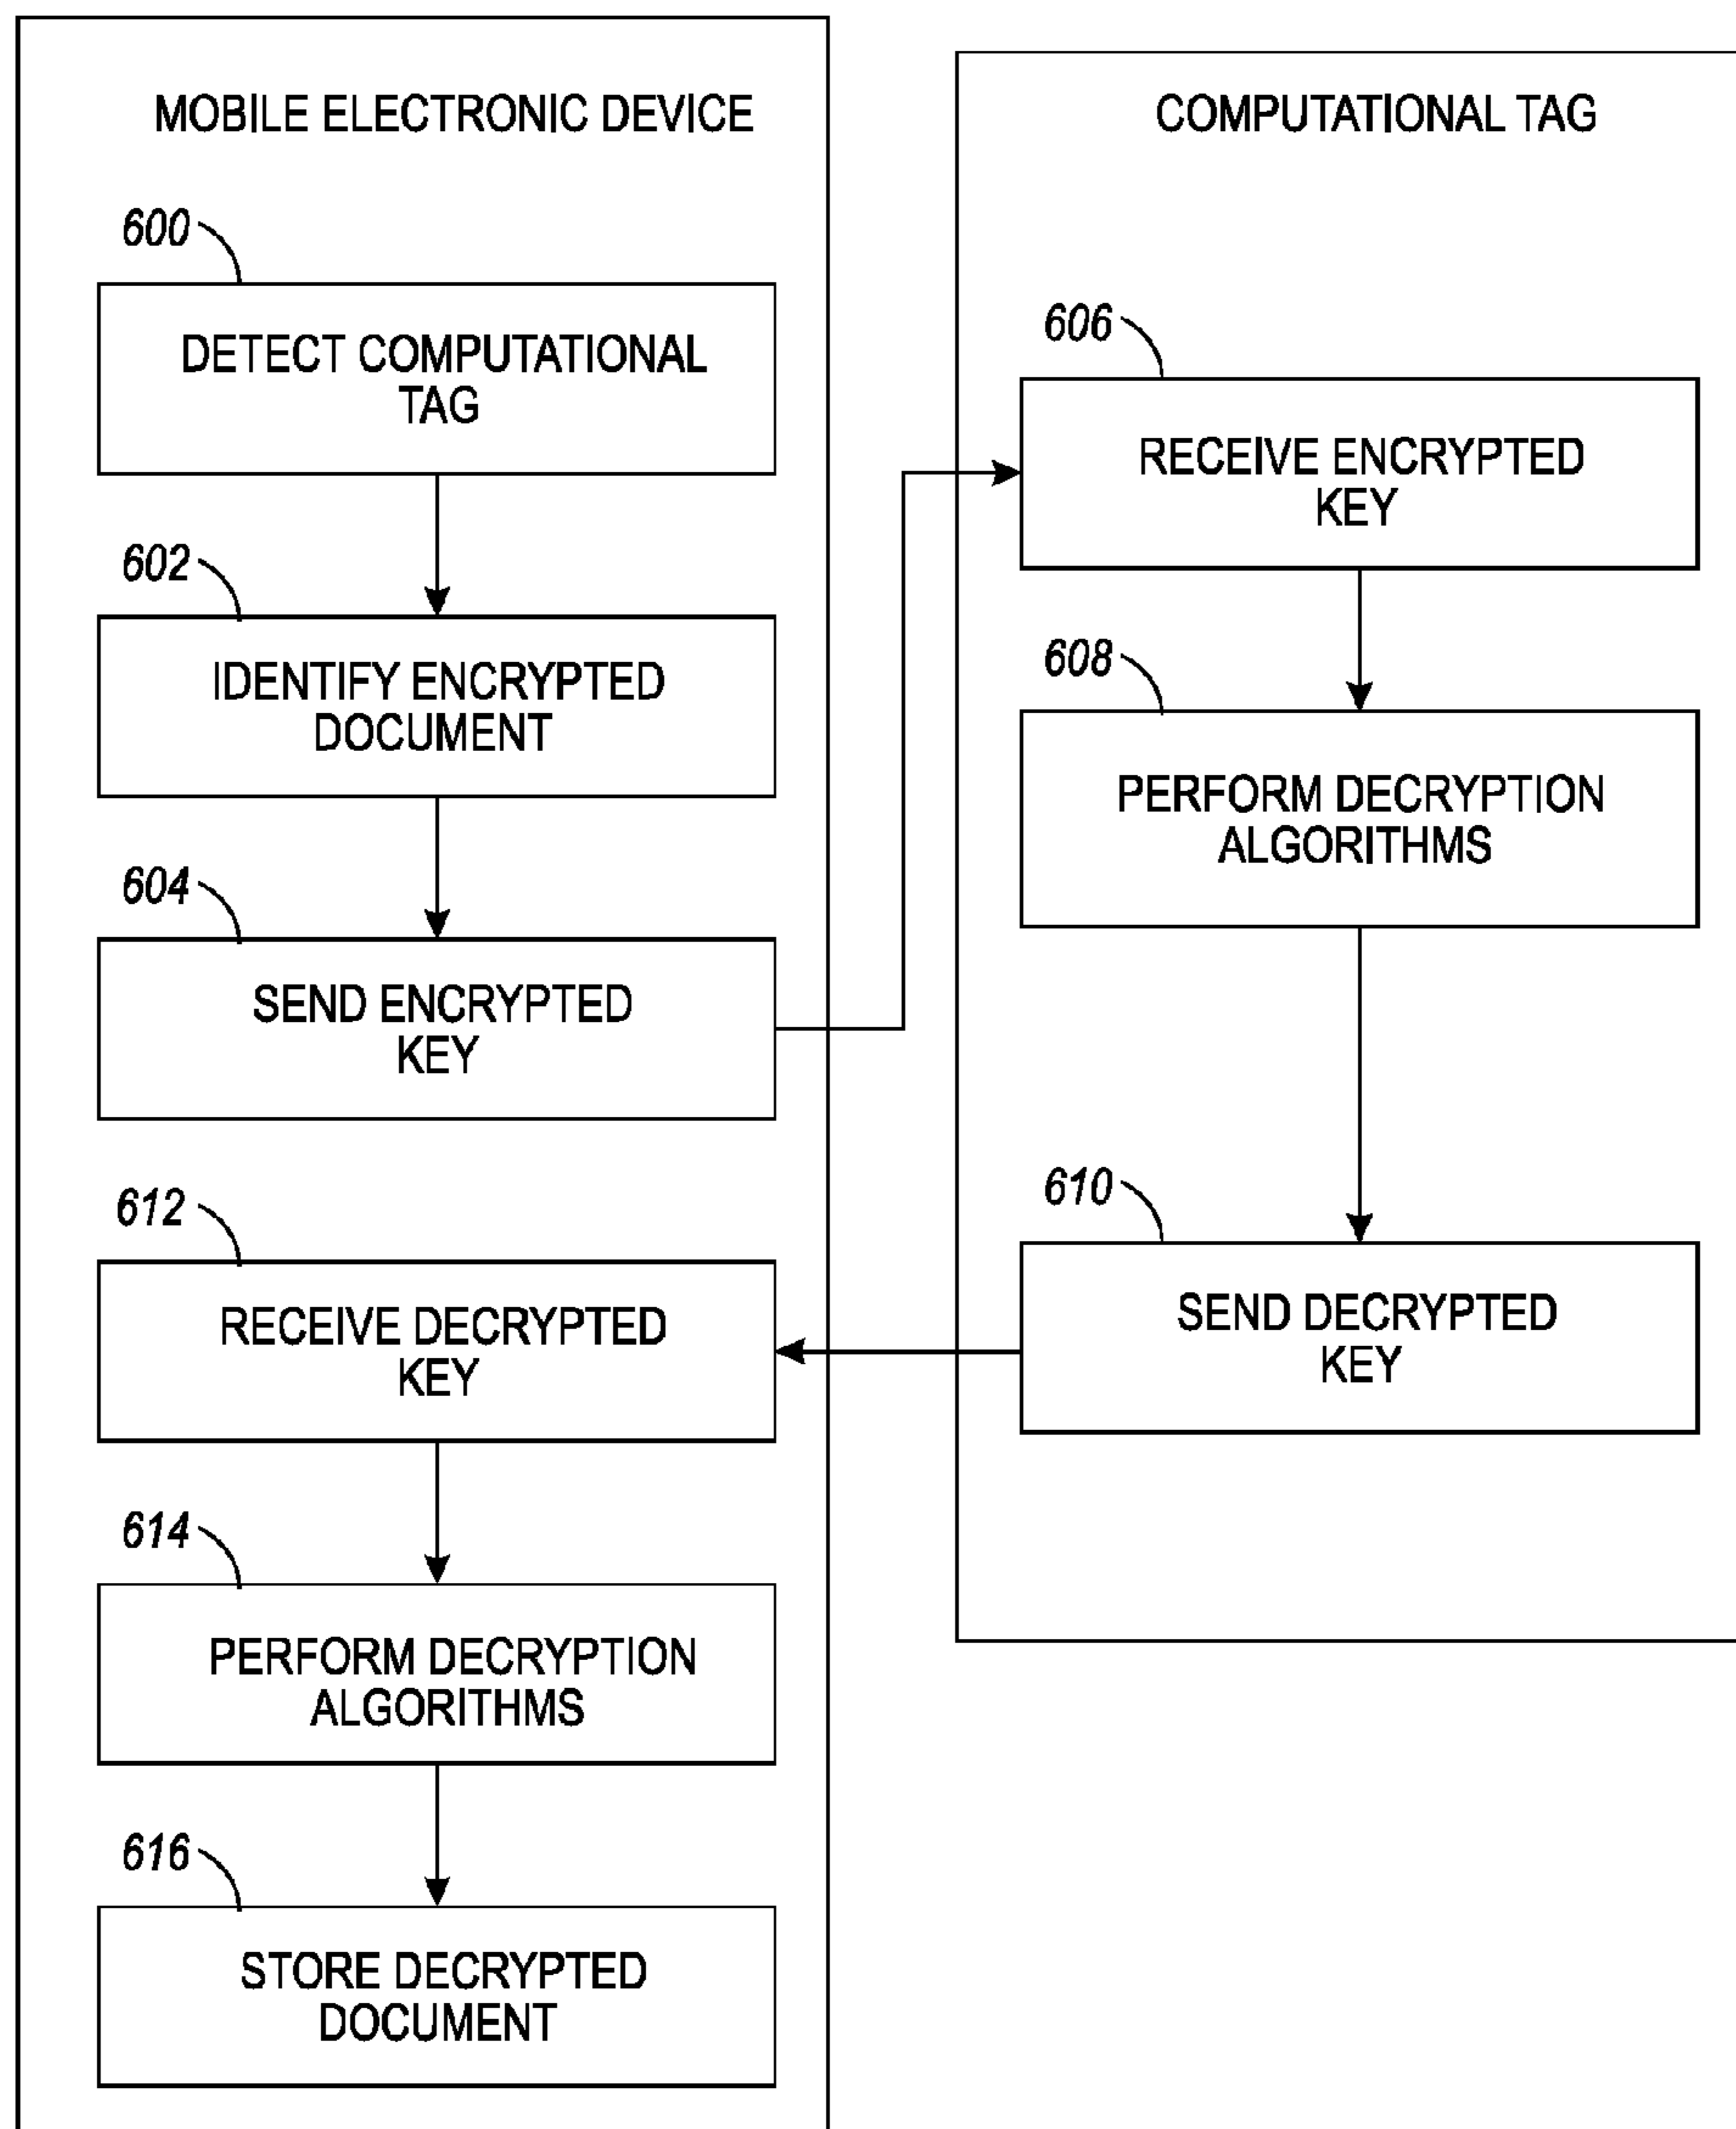 MOBILE ELECTRONIC DEVICE
600
DETECT COMPUTATIONAL
TAG
602
IDENTIFY ENCRYPTED
DOCUMENT
604
SEND ENCRYPTED
KEY
612
RECEIVE DECRYPTED
KEY
614
PERFORM DECRYPTION
ALGORITHMS
616
STORE DECRYPTED
DOCUMENT
COMPUTATIONAL TAG
606
RECEIVE ENCRYPTED
KEY
608
PERFORM DECRYPTION
ALGORITHMS
610
SEND DECRYPTED
KEY